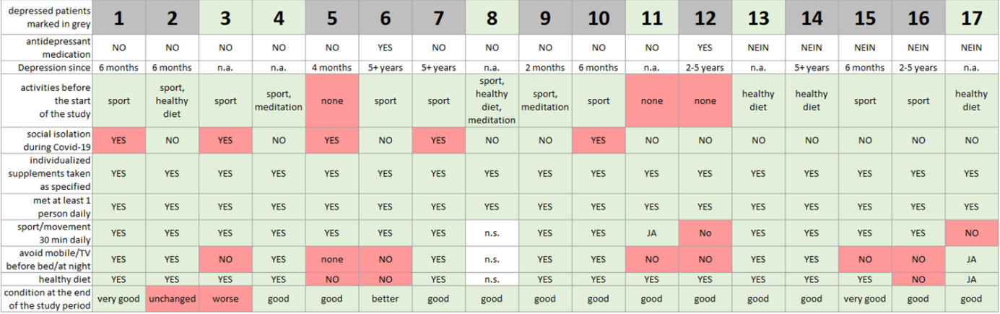 depressed patients marked in grey 1 2 3 4 5 6 7 8 9 10 11 12 13 14 15 16 17
antidepressant medication NO NO NO NO NO YES NO NO NO NO NO YES NEIN NEIN NEIN NEIN NEIN
Depression since 6 months 6 months n.a. n.a. 4 months 5+ years 5+ years n.a. 2 months 6 months n.a. 2-5 years n.a. 5+ years 6 months 2-5 years n.a.
activities before the start of the study sport sport, healthy diet sport sport, meditation none sport sport sport, healthy diet, meditation sport, meditation sport none none healthy diet healthy diet sport sport healthy diet
social isolation during Covid-19 YES NO YES NO YES NO YES NO NO YES NO NO NO NO NO NO NO
individualized supplements taken as specified YES YES YES YES YES YES YES YES YES YES YES YES YES YES YES YES YES
met at least 1 person daily YES YES YES YES YES YES YES YES YES YES YES YES YES YES YES YES YES
sport/movement 30 min daily YES YES YES YES YES YES YES n.s. YES YES JA No YES YES YES YES NO
avoid mobile/TV before bed/at night YES YES NO YES none NO YES n.s. YES YES NO NO YES YES NO NO JA
healthy diet YES YES YES YES NO NO YES n.s. YES YES YES YES YES YES YES NO JA
condition at the end of the study period very good unchanged worse good good better good good good good good good good good very good good good